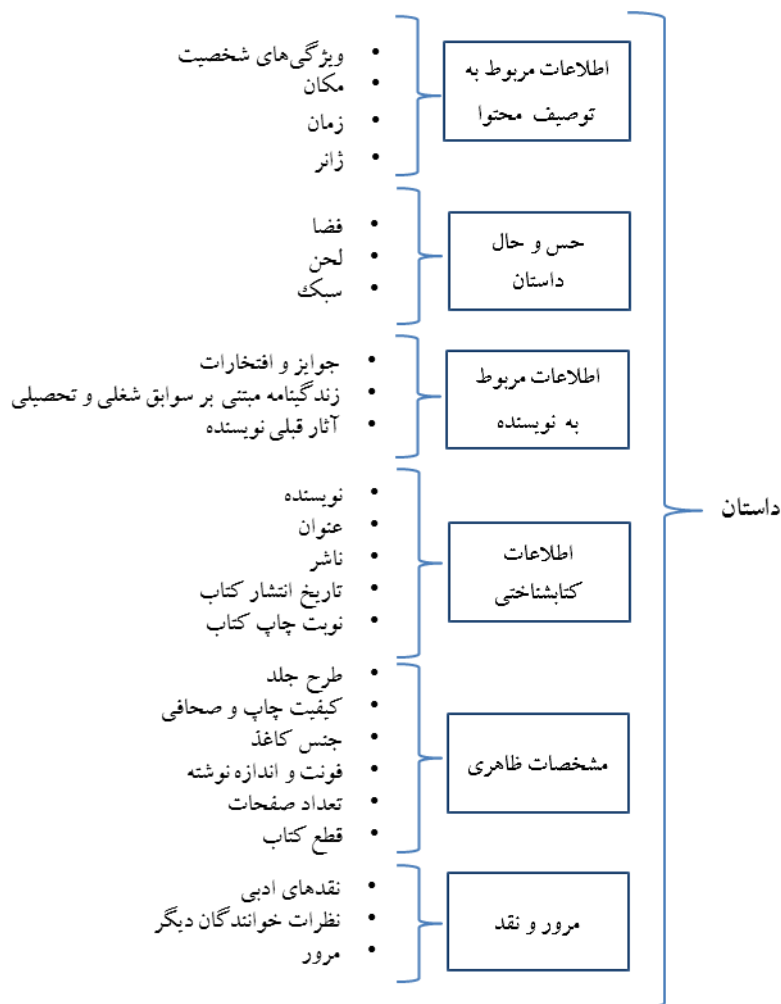 داستان
اطلاعات مربوط به
توصیف محتوا
• ویژگی‌های شخصیت
• مکان
• زمان
• ژانر
حس و حال
داستان
• فضا
• لحن
• سبک
اطلاعات مربوط
به نویسنده
• جوایز و افتخارات
• زندگینامه مبتنی بر سوابق شغلی و تحصیلی
• آثار قبلی نویسنده
اطلاعات
کتابشناختی
• نویسنده
• عنوان
• ناشر
• تاریخ انتشار کتاب
• نوبت چاپ کتاب
مشخصات ظاهری
• طرح جلد
• کیفیت چاپ و صحافی
• جنس کاغذ
• فونت و اندازه نوشته
• تعداد صفحات
• قطع کتاب
مرور و نقد
• نقدهای ادبی
• نظرات خوانندگان دیگر
• مرور